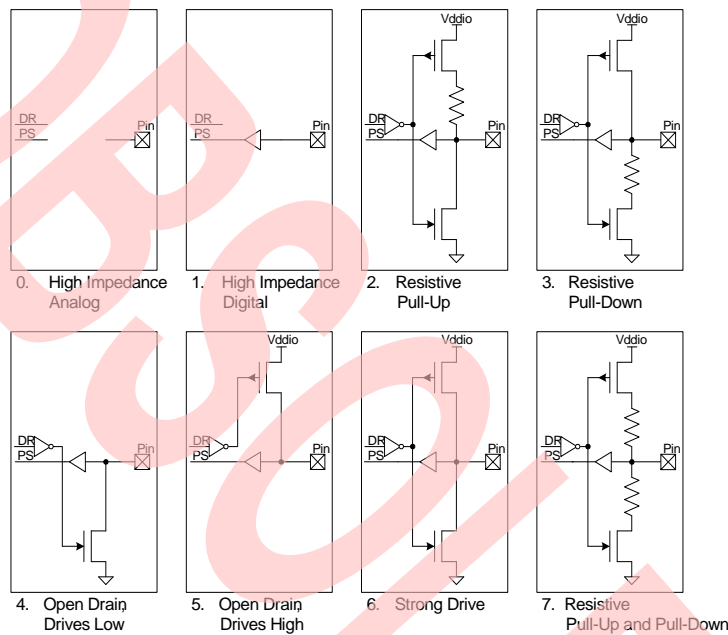 Vddio
Vddio
DR
PS
Pin
DR
PS
Pin
DR
PS
Pin
DR
PS
Pin
0. High Impedance
Analog
1. High Impedance
Digital
2. Resistive
Pull-Up
3. Resistive
Pull-Down
Vddio
Vddio
Vddio
DR
PS
Pin
DR
PS
Pin
DR
PS
Pin
DR
PS
Pin
4. Open Drain,
Drives Low
5. Open Drain,
Drives High
6. Strong Drive
7. Resistive
Pull-Up and Pull-Down